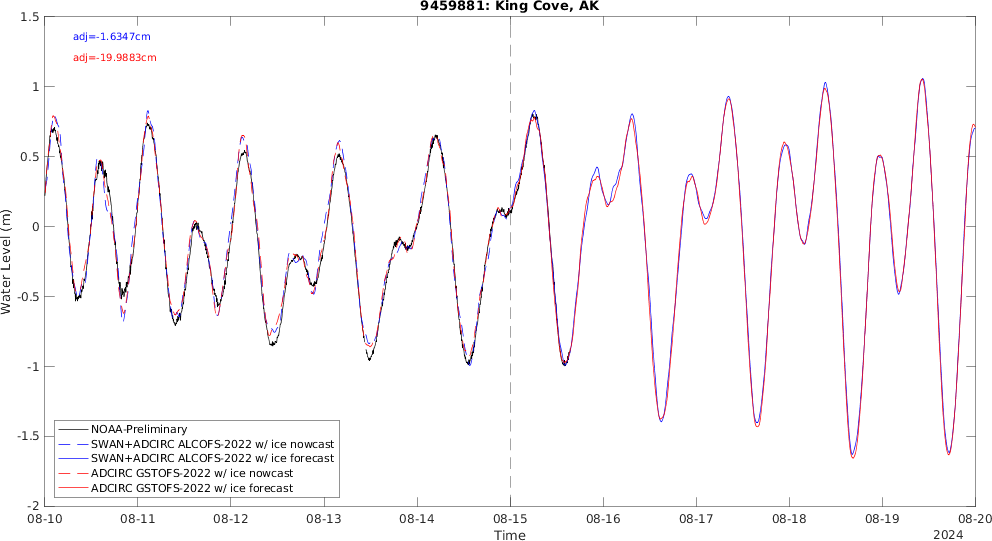 9459881: King Cove, AK
adj=-1.6347cm
adj=-19.9883cm
1.5
1
0.5
0
-0.5
-1
-1.5
-2
Water Level (m)
NOAA-Preliminary
SWAN+ADCIRC ALCOFS-2022 w/ ice nowcast
SWAN+ADCIRC ALCOFS-2022 w/ ice forecast
ADCIRC GSTOFS-2022 w/ ice nowcast
ADCIRC GSTOFS-2022 w/ ice forecast
08-10 08-11 08-12 08-13 08-14 08-15 08-16 08-17 08-18 08-19 08-20
Time
2024